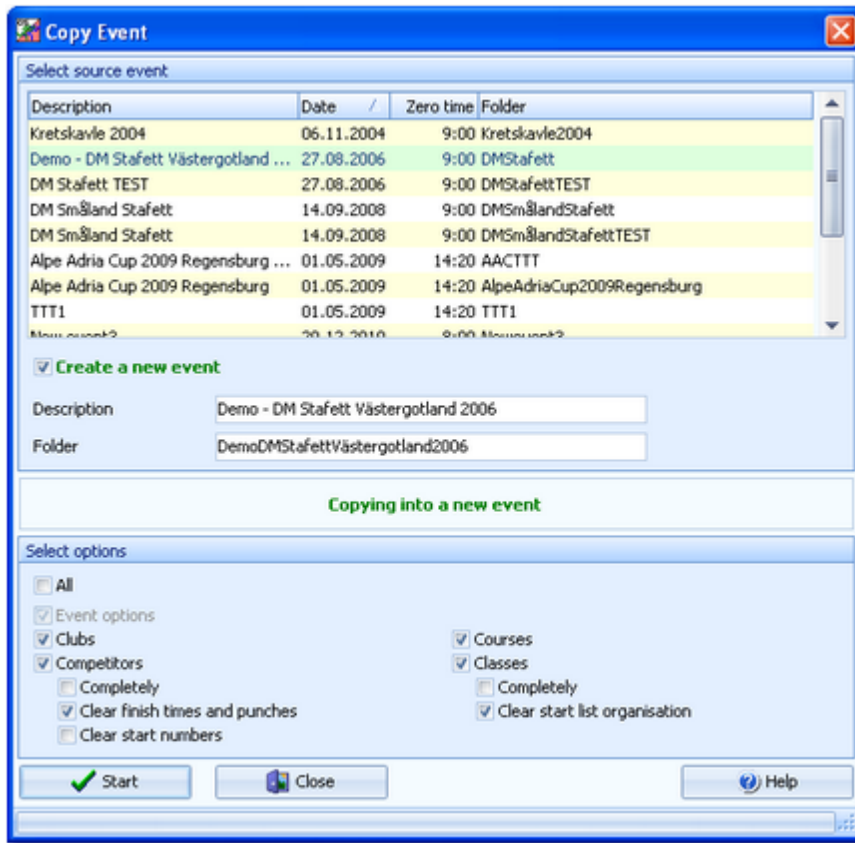 Copy Event
Select source event
Description Date Zero time Folder
Kretskavle 2004 06.11.2004 9:00 Kretskavle2004
Demo - DM Stafett Västergotland ... 27.08.2006 9:00 DMStafett
DM Stafett TEST 27.08.2006 9:00 DMStafettTEST
DM Småland Stafett 14.09.2008 9:00 DMSmålandStafett
DM Småland Stafett 14.09.2008 9:00 DMSmålandStafettTEST
Alpe Adria Cup 2009 Regensburg ... 01.05.2009 14:20 AACTTT
Alpe Adria Cup 2009 Regensburg 01.05.2009 14:20 AlpeAdriaCup2009Regensburg
TTT1 01.05.2009 14:20 TTT1
Create a new event
Description Demo - DM Stafett Västergotland 2006
Folder DemoDMStafettVästergotland2006
Copying into a new event
Select options
All
Event options
Clubs Courses
Competitors Classes
Completely Completely
Clear finish times and punches Clear start list organisation
Clear start numbers
Start Close Help